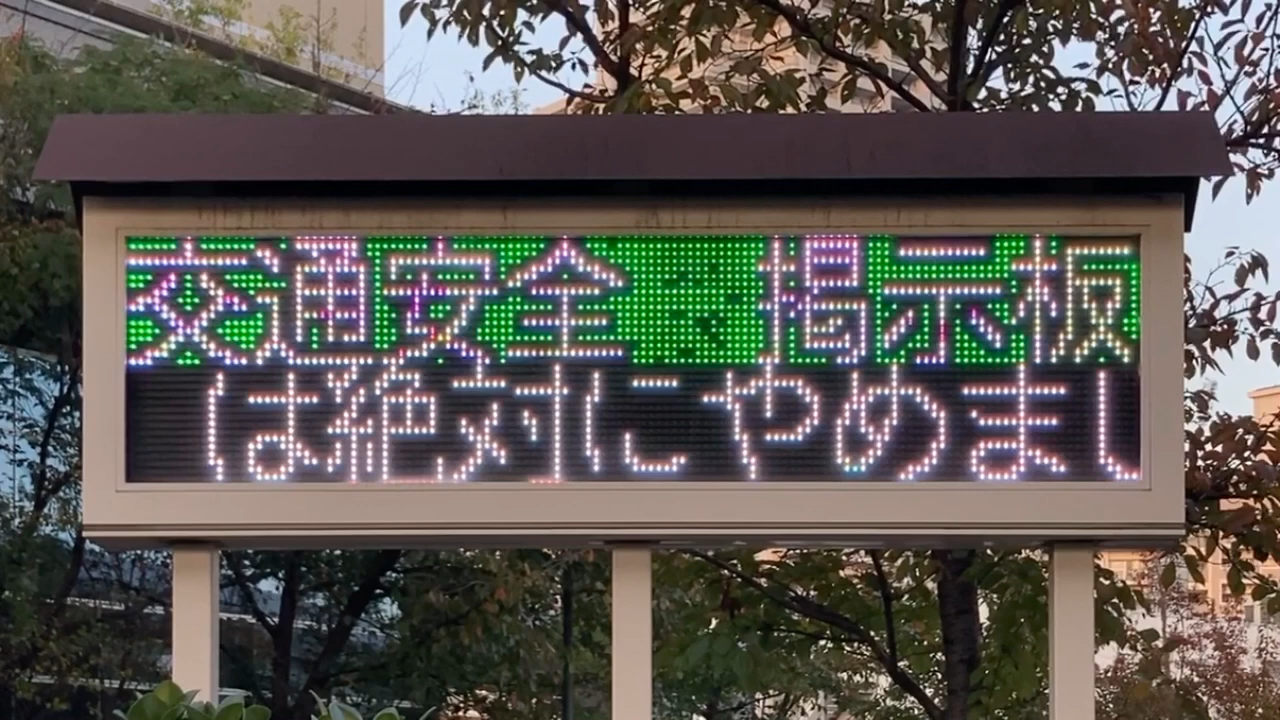 交通安全　掲示板
は絶対にやめまし